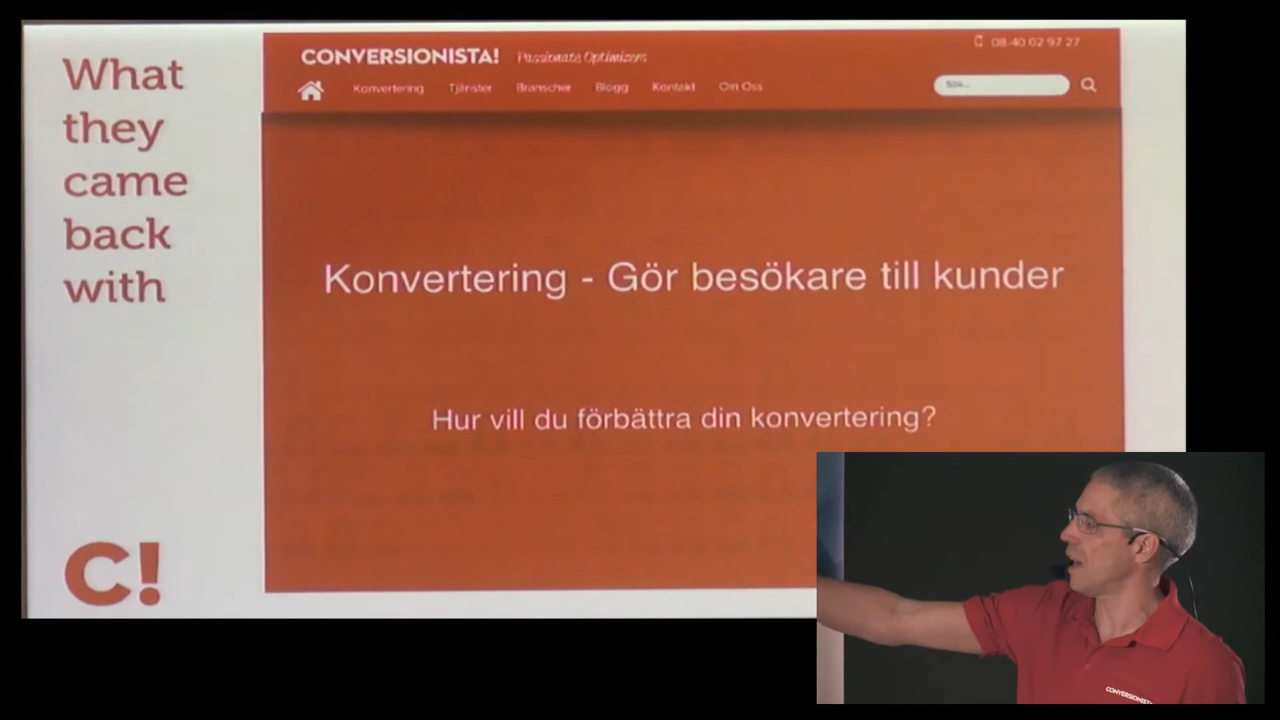 What
they
came
back
with
CONVERSIONISTA! Passionate Optimizers
08-40 02 97 27
Konvertering Tjänster Branscher Blogg Kontakt Om Oss
Sök...
Konvertering - Gör besökare till kunder
Hur vill du förbättra din konvertering?
C!
CONVERSIONISTA